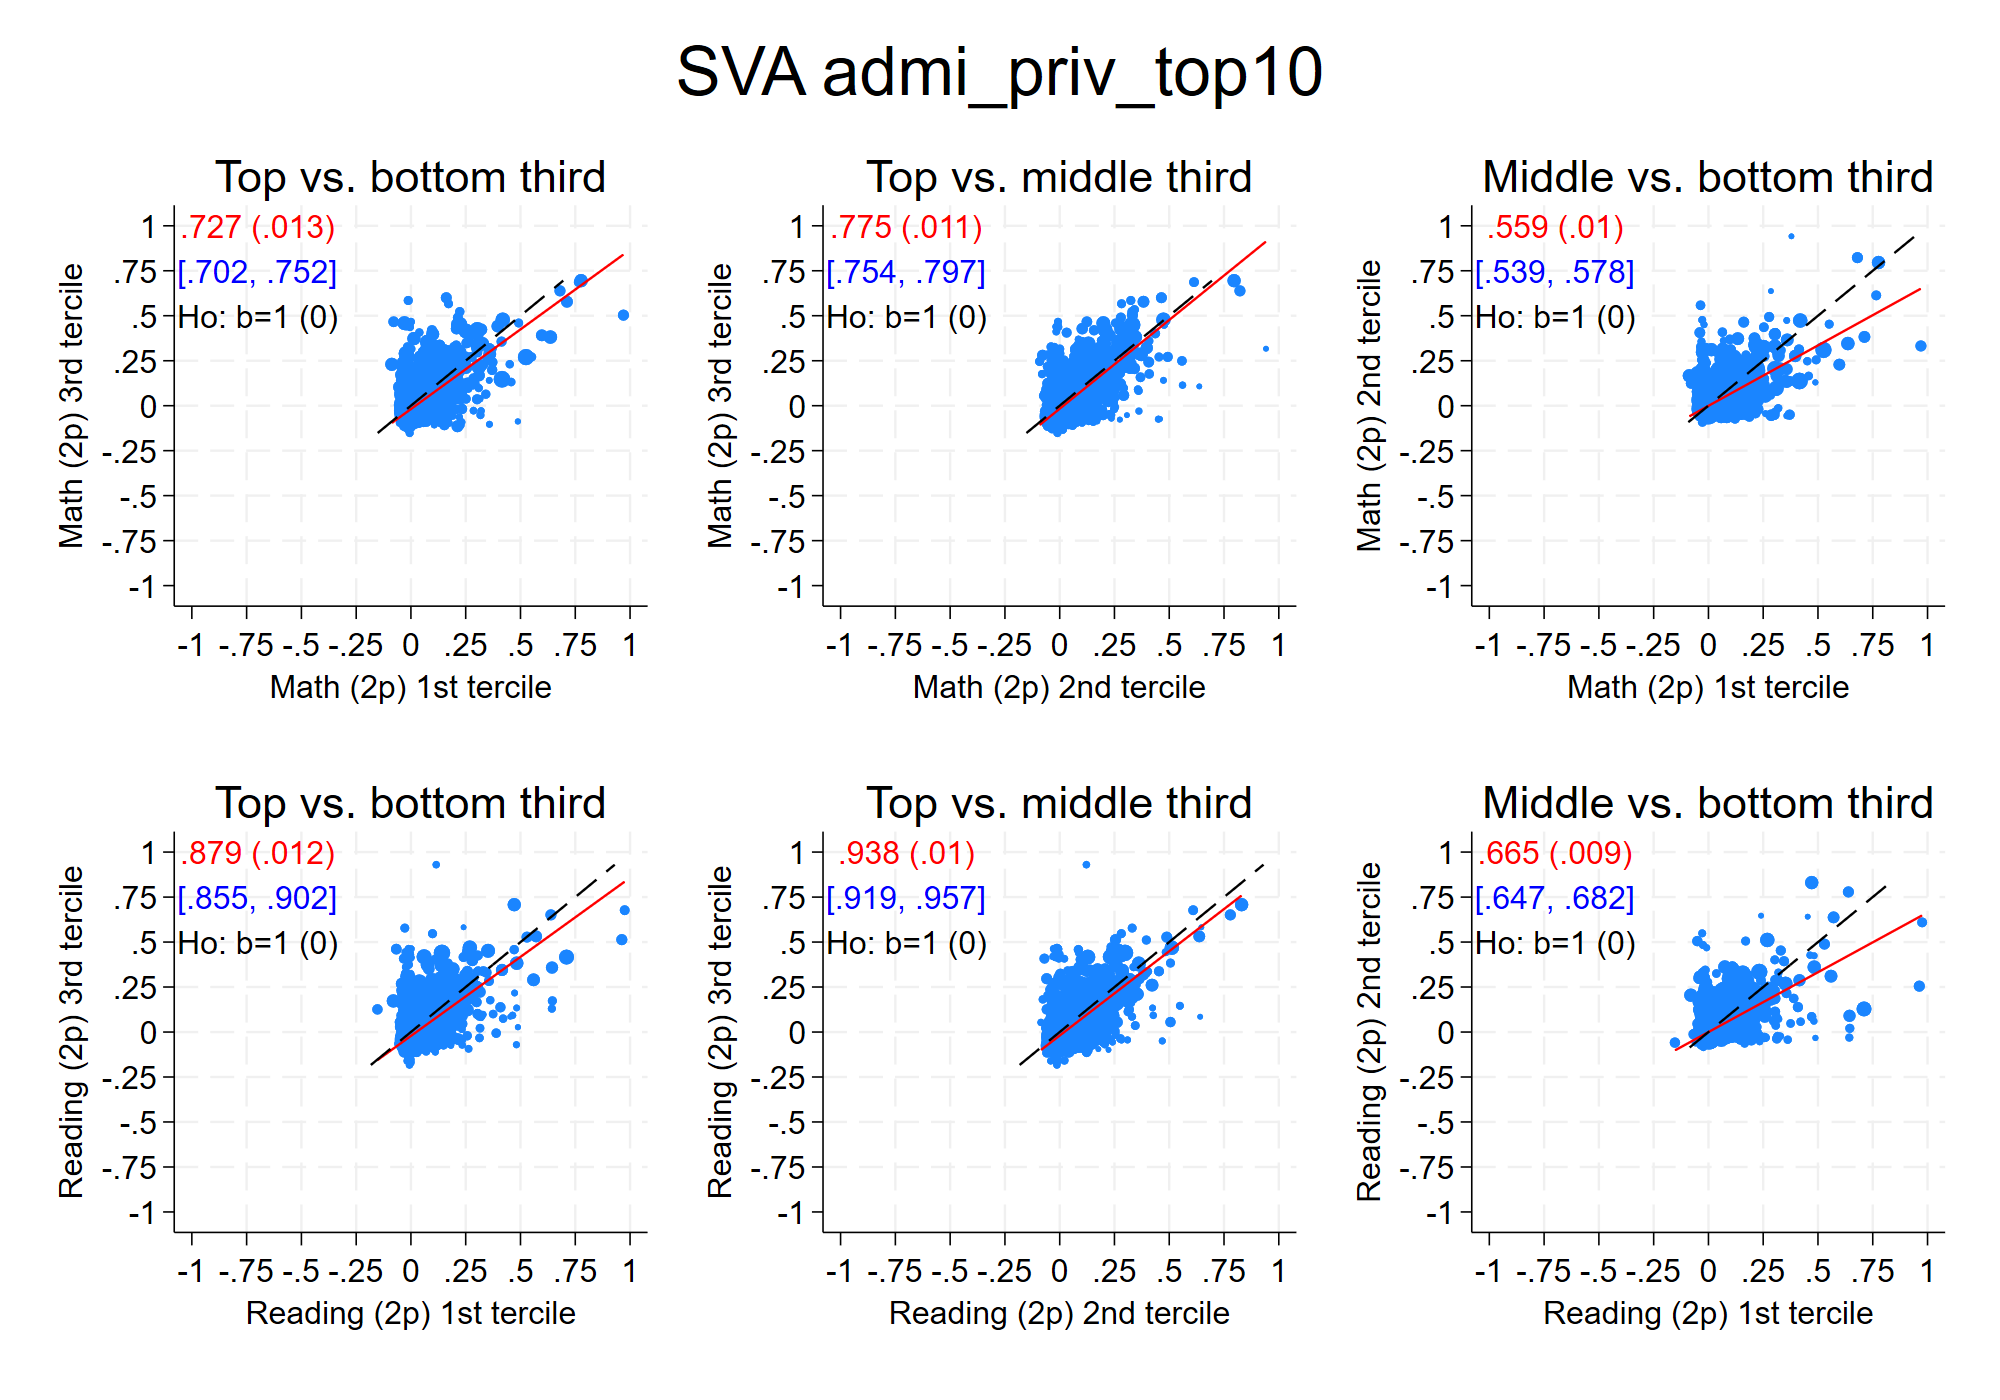 SVA admi_priv_top10
Top vs. bottom third
.727 (.013)
[.702, .752]
Ho: b=1 (0)
Math (2p) 3rd tercile
1
.75
.5
.25
0
-.25
-.5
-.75
-1
-1 -.75 -.5 -.25 0 .25 .5 .75 1
Math (2p) 1st tercile
Top vs. middle third
.775 (.011)
[.754, .797]
Ho: b=1 (0)
Math (2p) 3rd tercile
1
.75
.5
.25
0
-.25
-.5
-.75
-1
-1 -.75 -.5 -.25 0 .25 .5 .75 1
Math (2p) 2nd tercile
Middle vs. bottom third
.559 (.01)
[.539, .578]
Ho: b=1 (0)
Math (2p) 2nd tercile
1
.75
.5
.25
0
-.25
-.5
-.75
-1
-1 -.75 -.5 -.25 0 .25 .5 .75 1
Math (2p) 1st tercile
Top vs. bottom third
.879 (.012)
[.855, .902]
Ho: b=1 (0)
Reading (2p) 3rd tercile
1
.75
.5
.25
0
-.25
-.5
-.75
-1
-1 -.75 -.5 -.25 0 .25 .5 .75 1
Reading (2p) 1st tercile
Top vs. middle third
.938 (.01)
[.919, .957]
Ho: b=1 (0)
Reading (2p) 3rd tercile
1
.75
.5
.25
0
-.25
-.5
-.75
-1
-1 -.75 -.5 -.25 0 .25 .5 .75 1
Reading (2p) 2nd tercile
Middle vs. bottom third
.665 (.009)
[.647, .682]
Ho: b=1 (0)
Reading (2p) 2nd tercile
1
.75
.5
.25
0
-.25
-.5
-.75
-1
-1 -.75 -.5 -.25 0 .25 .5 .75 1
Reading (2p) 1st tercile